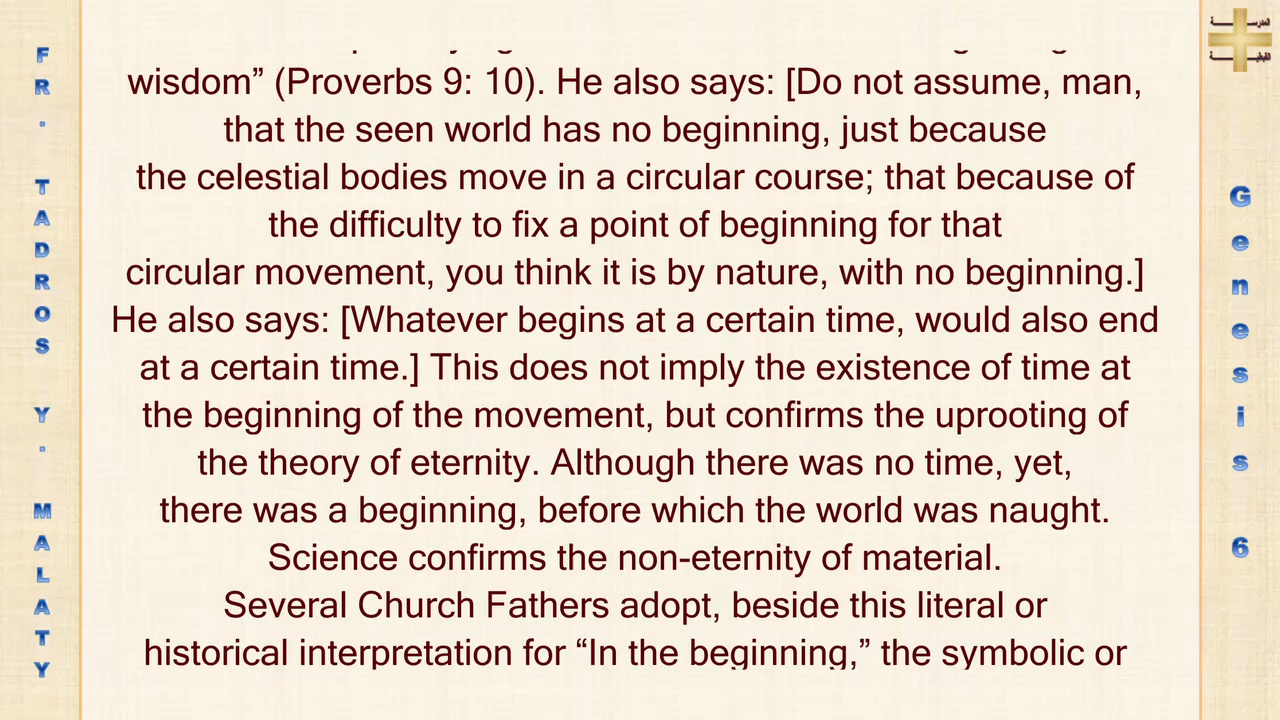 FR. TADROS Y. MALATY
wisdom” (Proverbs 9: 10). He also says: [Do not assume, man,
that the seen world has no beginning, just because
the celestial bodies move in a circular course; that because of
the difficulty to fix a point of beginning for that
circular movement, you think it is by nature, with no beginning.]
He also says: [Whatever begins at a certain time, would also end
at a certain time.] This does not imply the existence of time at
the beginning of the movement, but confirms the uprooting of
the theory of eternity. Although there was no time, yet,
there was a beginning, before which the world was naught.
Science confirms the non-eternity of material.
Several Church Fathers adopt, beside this literal or
historical interpretation for “In the beginning,” the symbolic or
Genesis 6